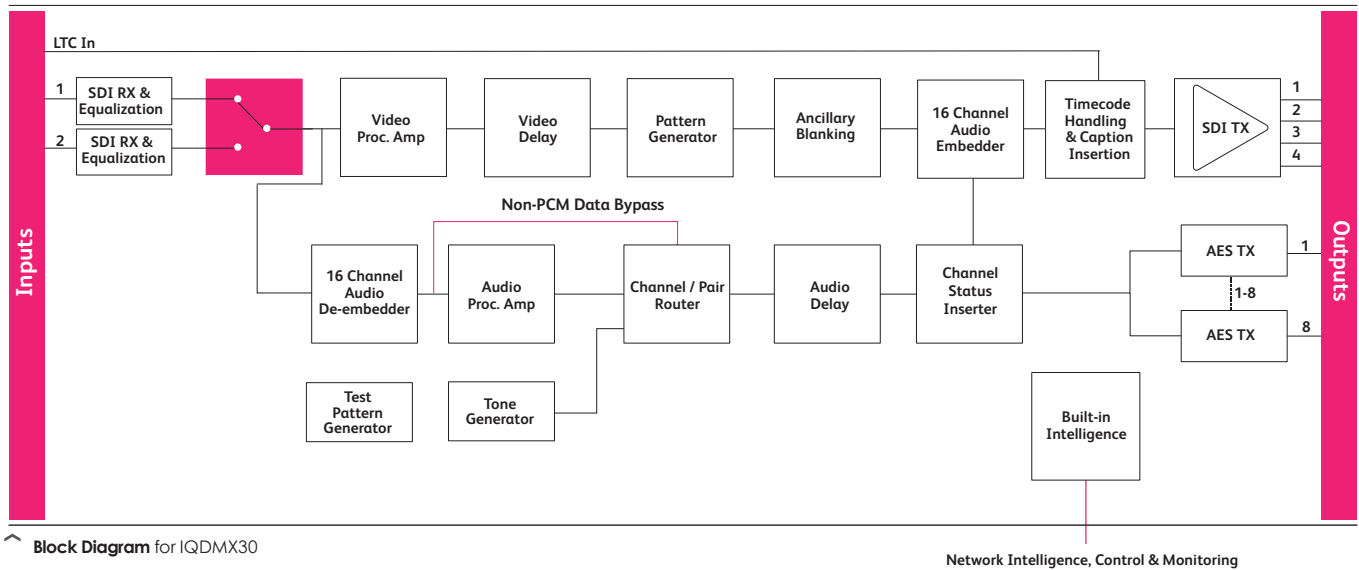 LTC In
1
SDI RX &
Equalization
2
SDI RX &
Equalization
Video
Proc. Amp
Video
Delay
Pattern
Generator
Ancillary
Blanking
16 Channel
Audio
Embedder
Timecode
Handling
& Caption
Insertion
SDI TX
1
2
3
4
Non-PCM Data Bypass
Inputs
16 Channel
Audio
De-embedder
Audio
Proc. Amp
Channel / Pair
Router
Audio
Delay
Channel
Status
Inserter
AES TX
1
1-8
AES TX
8
Outputs
Test
Pattern
Generator
Tone
Generator
Built-in
Intelligence
Block Diagram for IQDMX30
Network Intelligence, Control & Monitoring